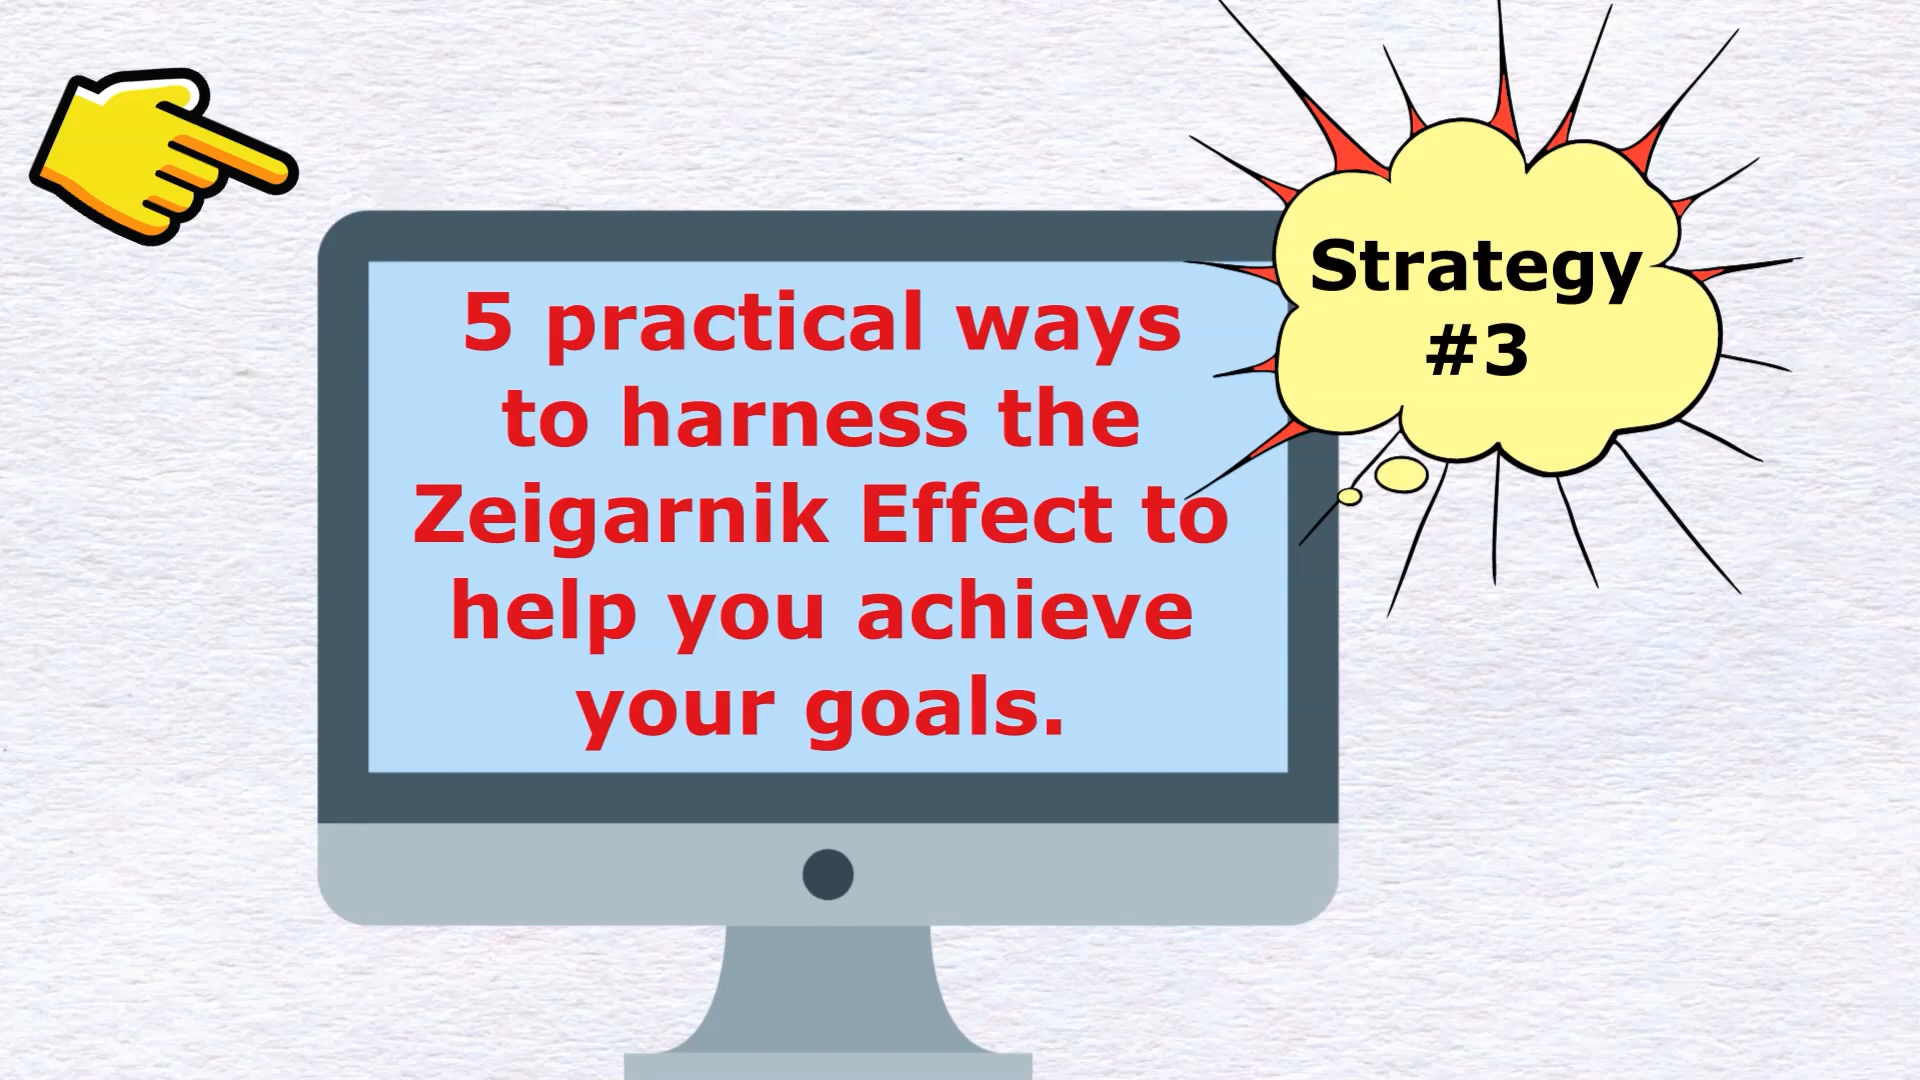 5 practical ways
to harness the
Zeigarnik Effect to
help you achieve
your goals.
Strategy
#3